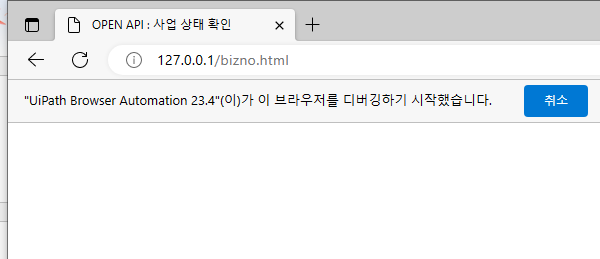 OPEN API : 사업 상태 확인
127.0.0.1/bizno.html
"UiPath Browser Automation 23.4"(이)가 이 브라우저를 디버깅하기 시작했습니다. 취소